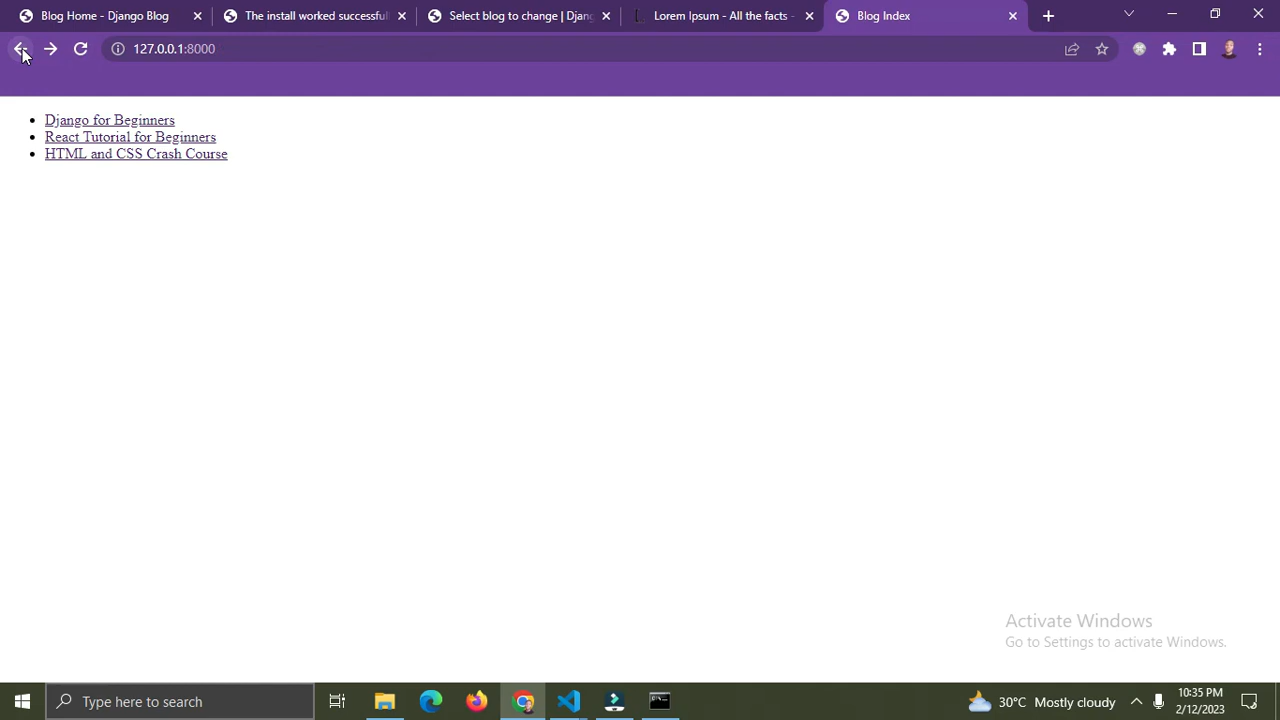 Blog Home - Django Blog
The install worked successful
Select blog to change | Djang
Lorem Ipsum - All the facts -
Blog Index
127.0.0.1:8000
Django for Beginners
React Tutorial for Beginners
HTML and CSS Crash Course
Activate Windows
Go to Settings to activate Windows.
Type here to search
30°C Mostly cloudy
10:35 PM
2/12/2023